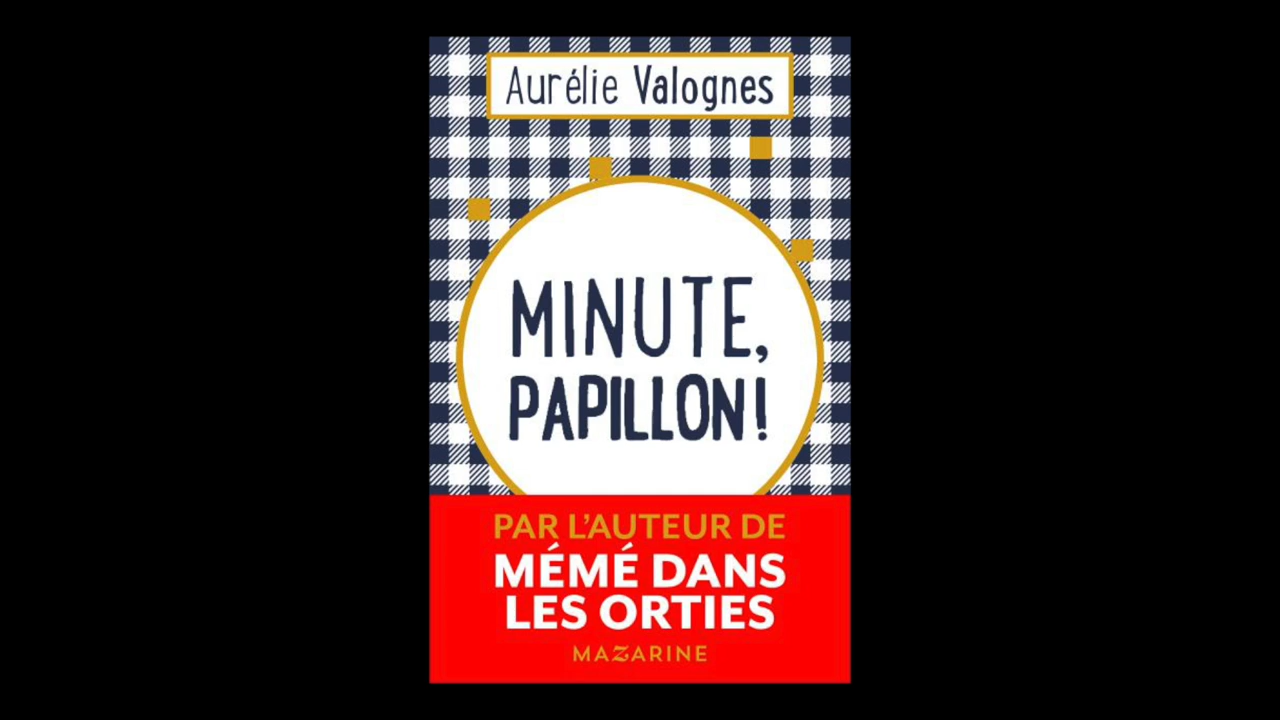 Aurélie Valognes
MINUTE,
PAPILLON!
PAR L'AUTEUR DE
MÉMÉ DANS
LES ORTIES
MAZARINE